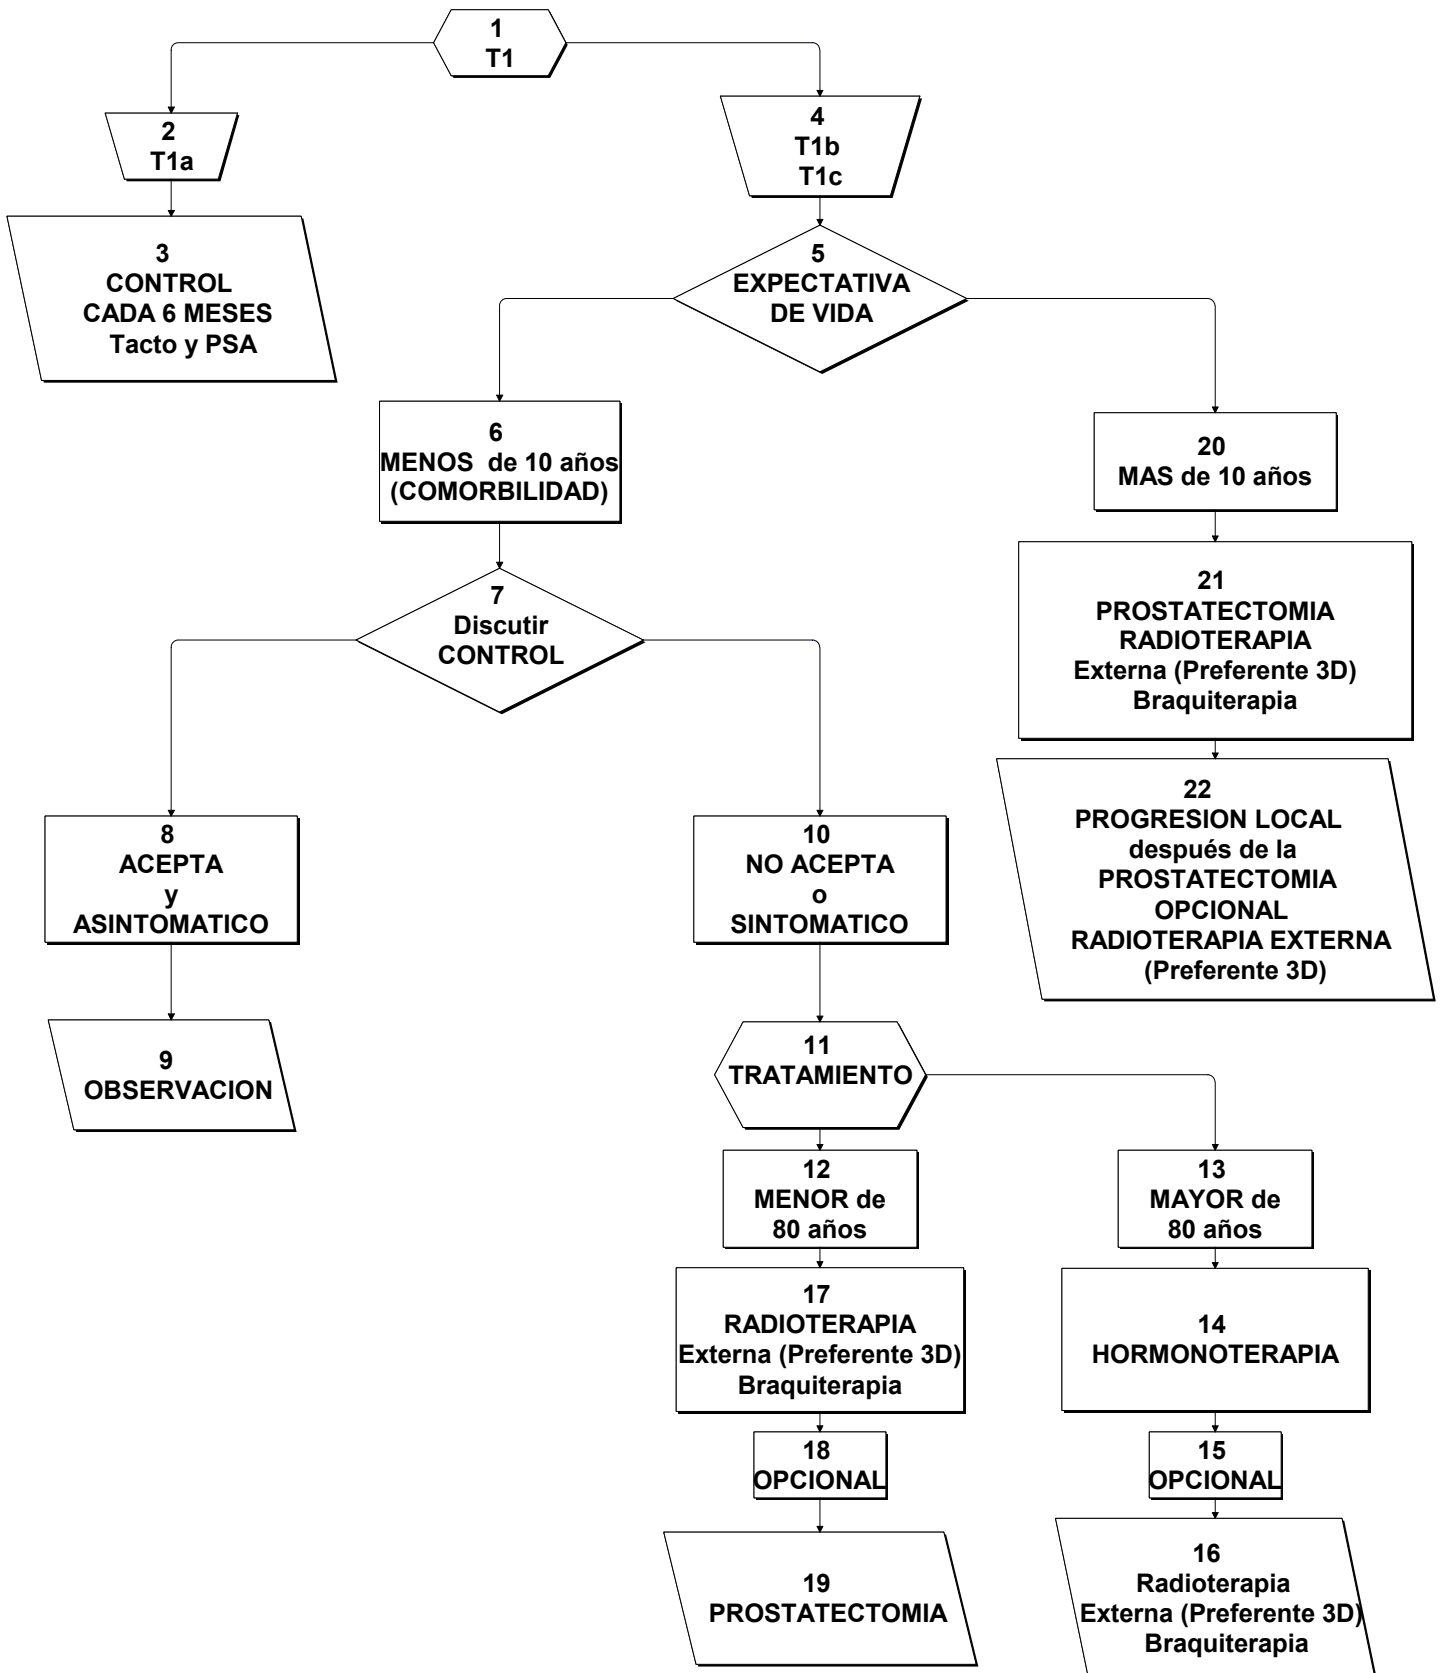 1
T1
2
T1a
3
CONTROL
CADA 6 MESES
Tacto y PSA
4
T1b
T1c
5
EXPECTATIVA
DE VIDA
6
MENOS de 10 años
(COMORBILIDAD)
7
Discutir
CONTROL
8
ACEPTA
y
ASINTOMATICO
9
OBSERVACION
10
NO ACEPTA
o
SINTOMATICO
11
TRATAMIENTO
12
MENOR de
80 años
13
MAYOR de
80 años
14
HORMONOTERAPIA
15
OPCIONAL
16
Radioterapia
Externa (Preferente 3D)
Braquiterapia
17
RADIOTERAPIA
Externa (Preferente 3D)
Braquiterapia
18
OPCIONAL
19
PROSTATECTOMIA
20
MAS de 10 años
21
PROSTATECTOMIA
RADIOTERAPIA
Externa (Preferente 3D)
Braquiterapia
22
PROGRESION LOCAL
después de la
PROSTATECTOMIA
OPCIONAL
RADIOTERAPIA EXTERNA
(Preferente 3D)